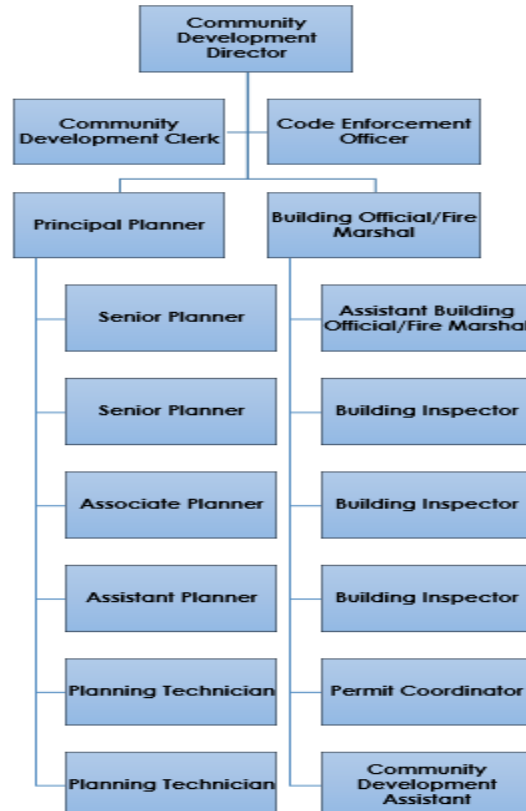 Community
Development
Director
Community
Development Clerk
Code Enforcement
Officer
Principal Planner
Building Official/Fire
Marshal
Senior Planner
Assistant Building
Official/Fire Marshal
Senior Planner
Building Inspector
Associate Planner
Building Inspector
Assistant Planner
Building Inspector
Planning Technician
Permit Coordinator
Planning Technician
Community
Development
Assistant